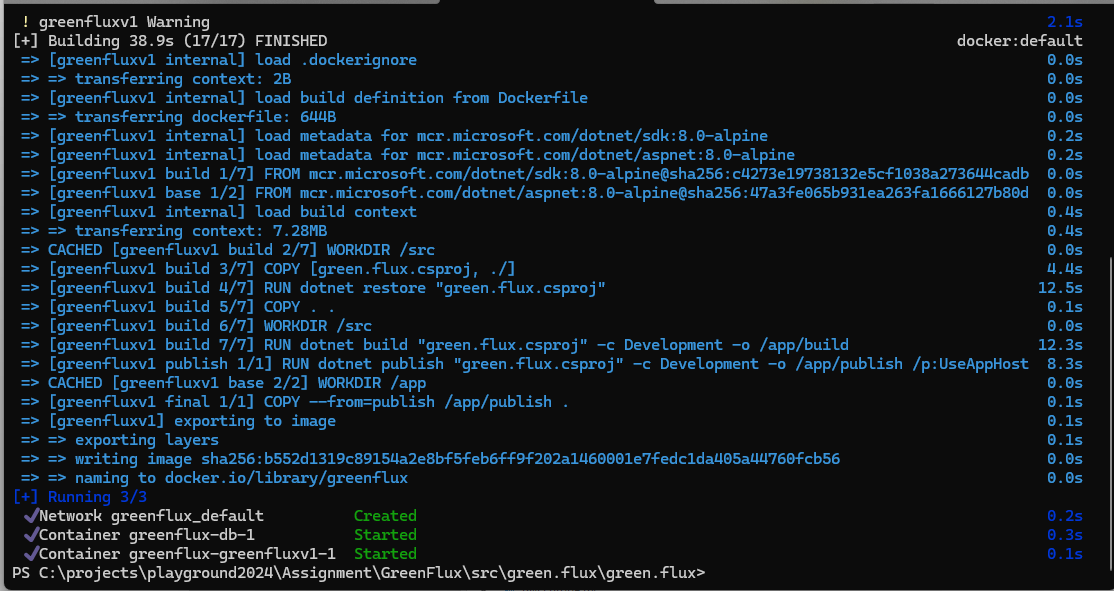 ! greenfluxv1 Warning 2.1s
[+] Building 38.9s (17/17) FINISHED docker:default
=> [greenfluxv1 internal] load .dockerignore 0.0s
=> => transferring context: 2B 0.0s
=> [greenfluxv1 internal] load build definition from Dockerfile 0.0s
=> => transferring dockerfile: 644B 0.0s
=> [greenfluxv1 internal] load metadata for mcr.microsoft.com/dotnet/sdk:8.0-alpine 0.2s
=> [greenfluxv1 internal] load metadata for mcr.microsoft.com/dotnet/aspnet:8.0-alpine 0.2s
=> [greenfluxv1 build 1/7] FROM mcr.microsoft.com/dotnet/sdk:8.0-alpine@sha256:c4273e19738132e5cf1038a273644cadb 0.0s
=> [greenfluxv1 base 1/2] FROM mcr.microsoft.com/dotnet/aspnet:8.0-alpine@sha256:47a3fe065b931ea263fa1666127b80d 0.0s
=> [greenfluxv1 internal] load build context 0.4s
=> => transferring context: 7.28MB 0.4s
=> CACHED [greenfluxv1 build 2/7] WORKDIR /src 0.0s
=> [greenfluxv1 build 3/7] COPY [green.flux.csproj, ./] 4.4s
=> [greenfluxv1 build 4/7] RUN dotnet restore "green.flux.csproj" 12.5s
=> [greenfluxv1 build 5/7] COPY . . 0.1s
=> [greenfluxv1 build 6/7] WORKDIR /src 0.0s
=> [greenfluxv1 build 7/7] RUN dotnet build "green.flux.csproj" -c Development -o /app/build 12.3s
=> [greenfluxv1 publish 1/1] RUN dotnet publish "green.flux.csproj" -c Development -o /app/publish /p:UseAppHost 8.3s
=> CACHED [greenfluxv1 base 2/2] WORKDIR /app 0.0s
=> [greenfluxv1 final 1/1] COPY --from=publish /app/publish . 0.1s
=> [greenfluxv1] exporting to image 0.1s
=> => exporting layers 0.1s
=> => writing image sha256:b552d1319c89154a2e8bf5feb6ff9f202a1460001e7fedc1da405a44760fcb56 0.0s
=> => naming to docker.io/library/greenflux 0.0s
[+] Running 3/3
✔Network greenflux_default Created 0.2s
✔Container greenflux-db-1 Started 0.3s
✔Container greenflux-greenfluxv1-1 Started 0.1s
PS C:\projects\playground2024\Assignment\GreenFlux\src\green.flux\green.flux>